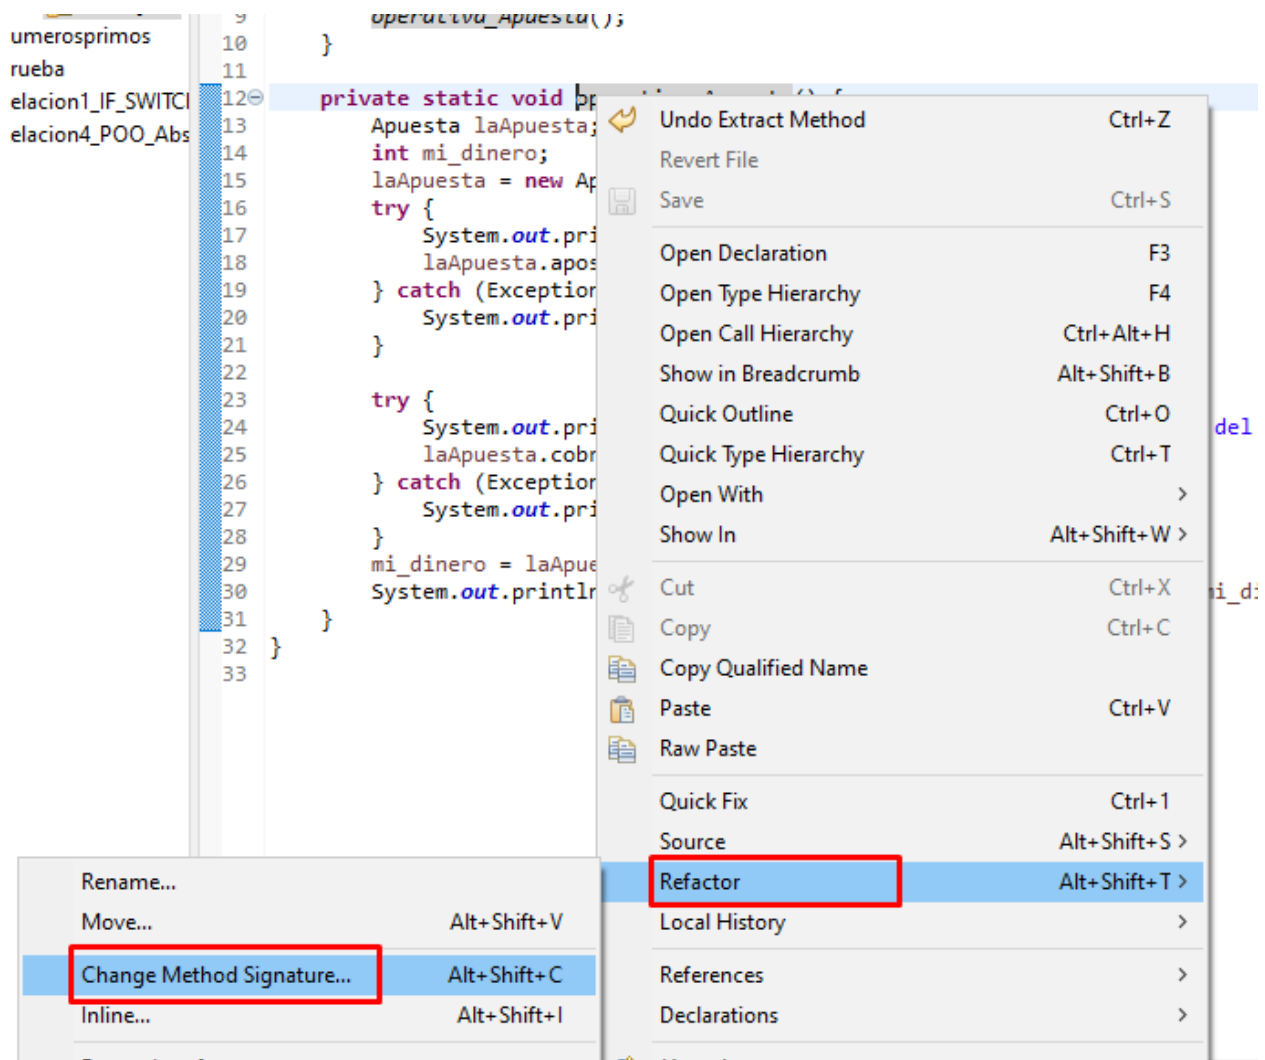 umerosprimos
rueba
elacion1_IF_SWITCH
elacion4_POO_Abs
9 operativa_Apuesta();
10 }
11
12 private static void
13 Apuesta laApuesta;
14 int mi_dinero;
15 laApuesta = new Ap
16 try {
17 System.out.pri
18 laApuesta.apos
19 } catch (Exception
20 System.out.pri
21 }
22
23 try {
24 System.out.pri del
25 laApuesta.cobr
26 } catch (Exception
27 System.out.pri
28 }
29 mi_dinero = laApue
30 System.out.println
31 }
32 }
33
Undo Extract Method Ctrl+Z
Revert File
Save Ctrl+S
Open Declaration F3
Open Type Hierarchy F4
Open Call Hierarchy Ctrl+Alt+H
Show in Breadcrumb Alt+Shift+B
Quick Outline Ctrl+O
Quick Type Hierarchy Ctrl+T
Open With >
Show In Alt+Shift+W >
Cut Ctrl+X
Copy Ctrl+C
Copy Qualified Name
Paste Ctrl+V
Raw Paste
Quick Fix Ctrl+1
Source Alt+Shift+S >
Refactor Alt+Shift+T >
Local History >
References >
Declarations >
Rename...
Move... Alt+Shift+V
Change Method Signature... Alt+Shift+C
Inline... Alt+Shift+I